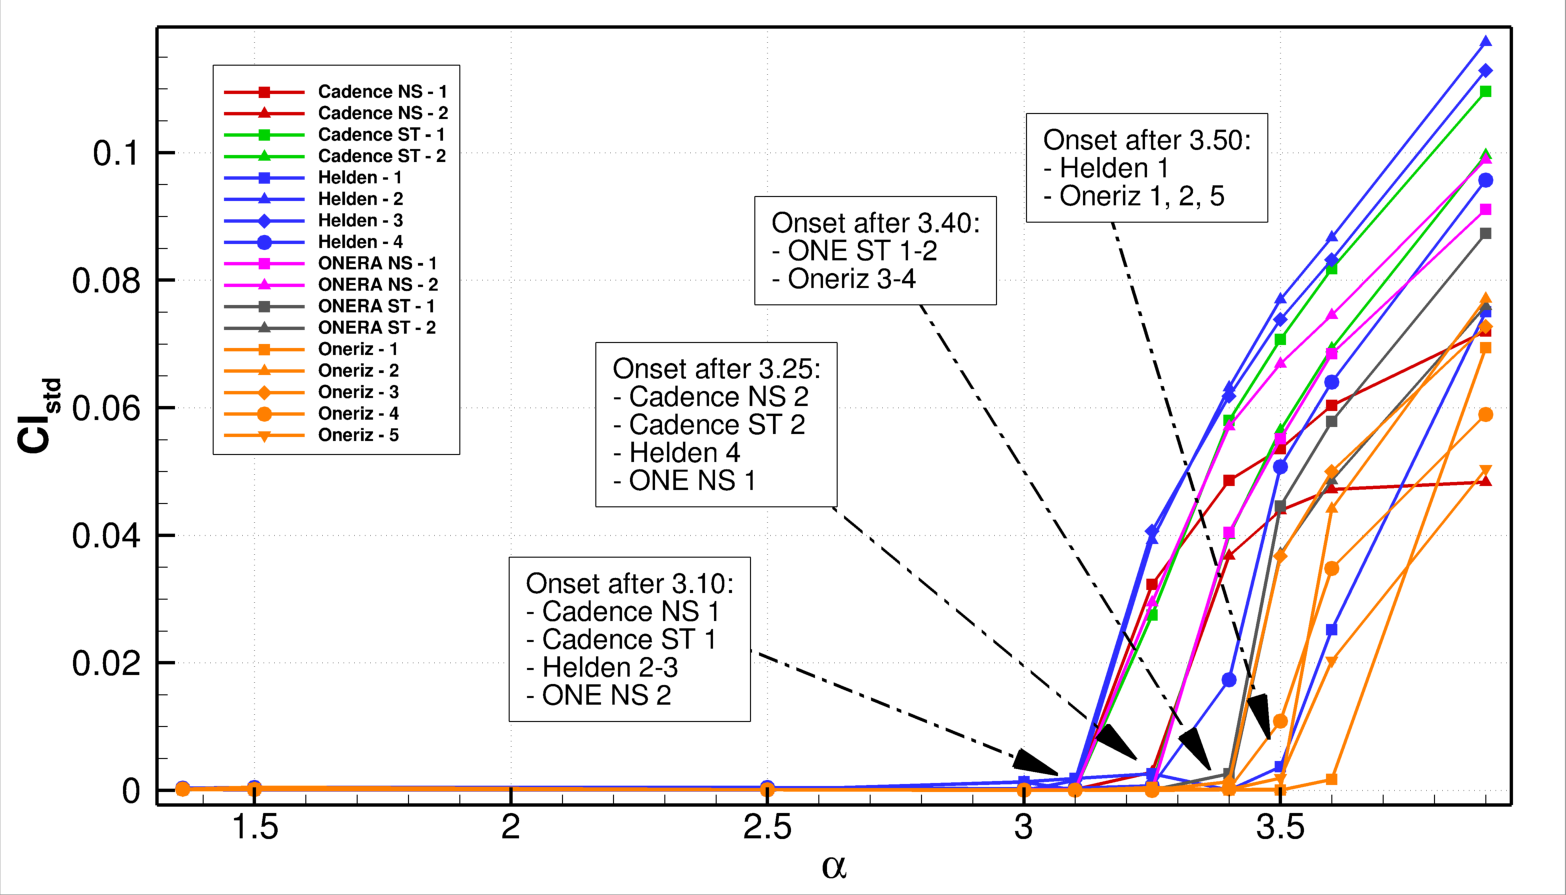 Cadence NS - 1
Cadence NS - 2
Cadence ST - 1
Cadence ST - 2
Helden - 1
Helden - 2
Helden - 3
Helden - 4
ONERA NS - 1
ONERA NS - 2
ONERA ST - 1
ONERA ST - 2
Oneriz - 1
Oneriz - 2
Oneriz - 3
Oneriz - 4
Oneriz - 5
Onset after 3.50:
- Helden 1
- Oneriz 1, 2, 5
Onset after 3.40:
- ONE ST 1-2
- Oneriz 3-4
Onset after 3.25:
- Cadence NS 2
- Cadence ST 2
- Helden 4
- ONE NS 1
Onset after 3.10:
- Cadence NS 1
- Cadence ST 1
- Helden 2-3
- ONE NS 2
0.1
0.08
0.06
0.04
0.02
0
Cl_std
1.5 2 2.5 3 3.5
α